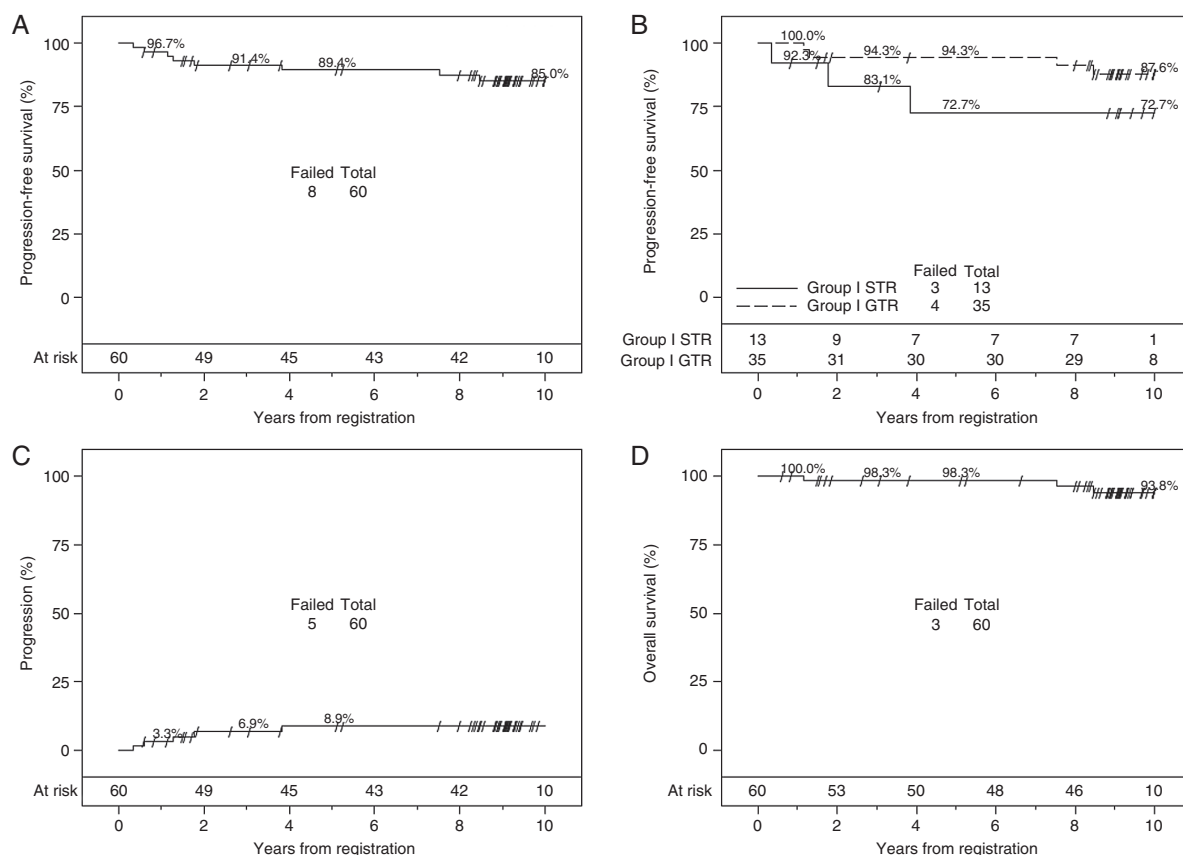 A
100
75
50
25
0
Progression-free survival (%)
96.7%
91.4%
89.4%
85.0%
Failed Total
8 60
At risk 60 49 45 43 42 10
0 2 4 6 8 10
Years from registration
B
100
75
50
25
0
Progression-free survival (%)
100.0%
92.3%
94.3%
94.3%
87.6%
83.1%
72.7%
72.7%
Failed Total
Group I STR 3 13
Group I GTR 4 35
Group I STR 13 9 7 7 7 1
Group I GTR 35 31 30 30 29 8
0 2 4 6 8 10
Years from registration
C
100
75
50
25
0
Progression (%)
Failed Total
5 60
3.3%
6.9%
8.9%
At risk 60 49 45 43 42 10
0 2 4 6 8 10
Years from registration
D
100
75
50
25
0
Overall survival (%)
100.0%
98.3%
98.3%
93.8%
Failed Total
3 60
At risk 60 53 50 48 46 10
0 2 4 6 8 10
Years from registration